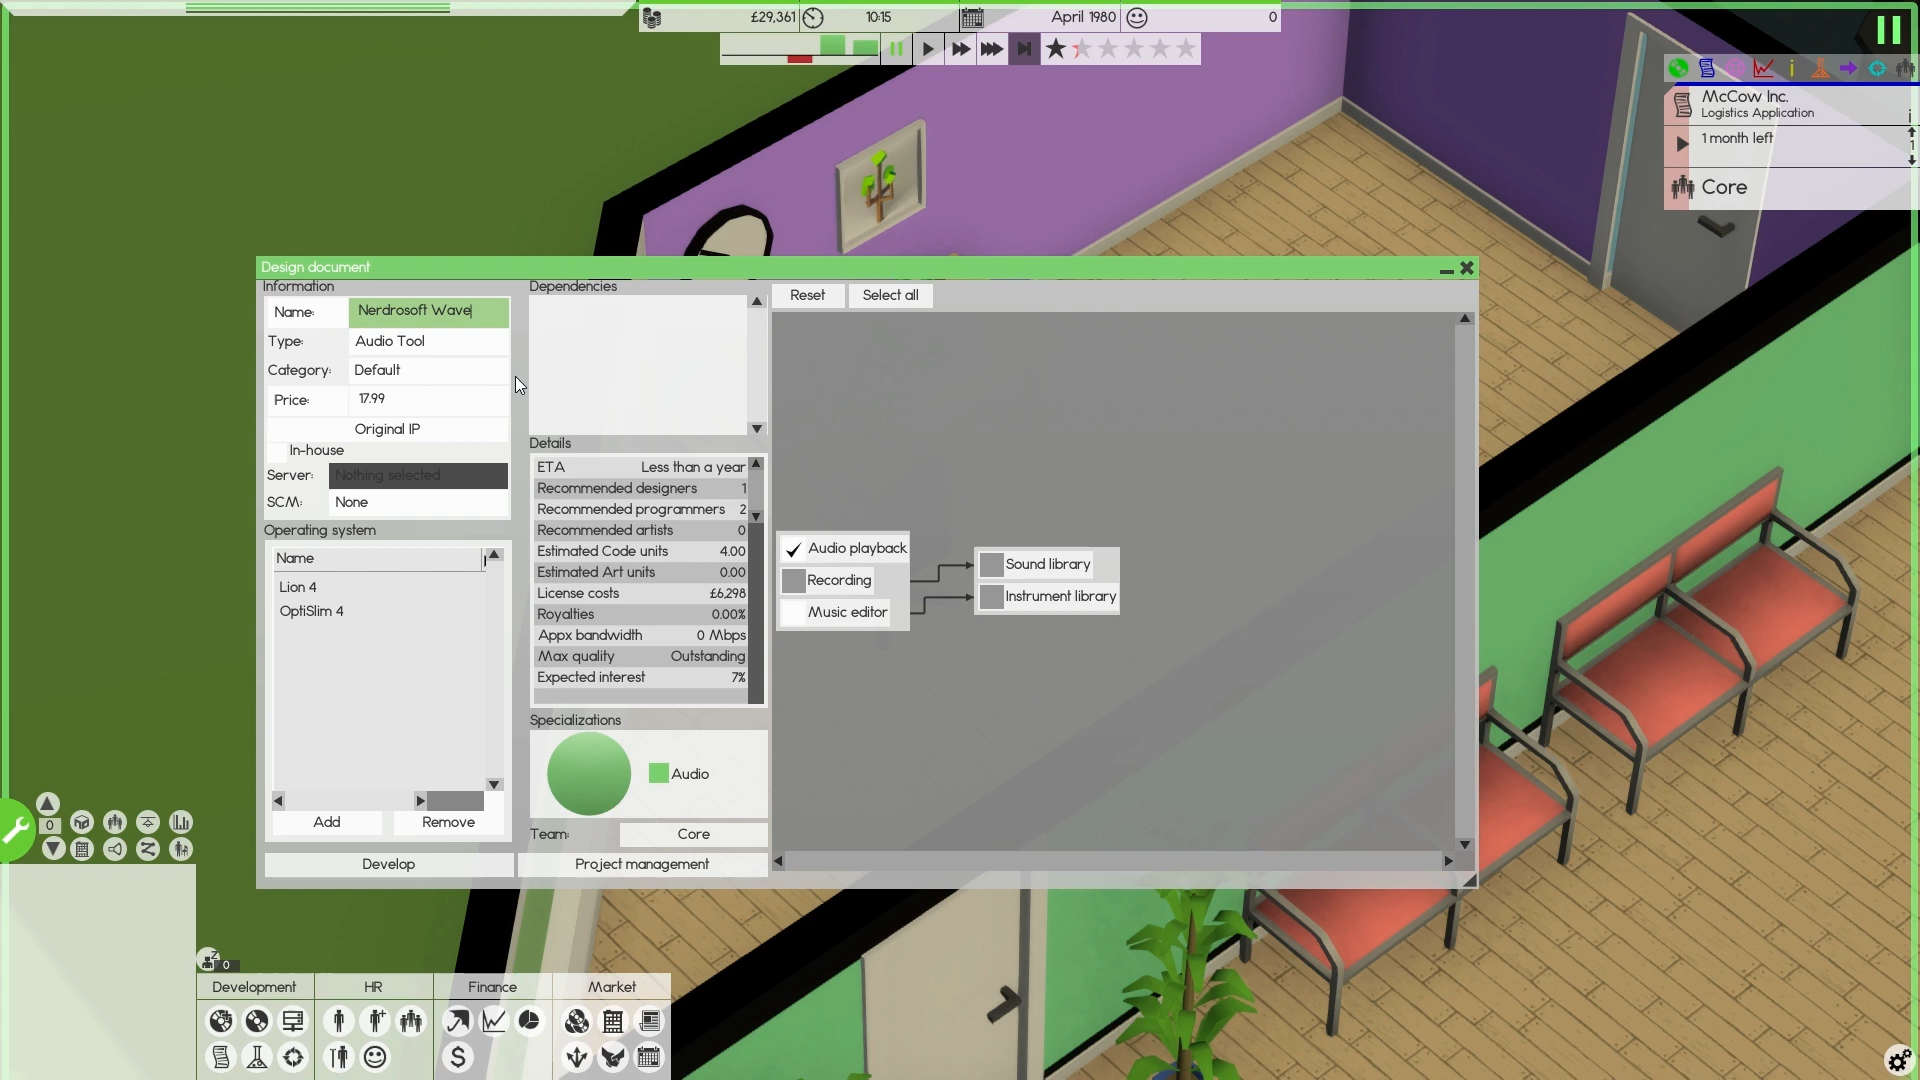 £29,361
10:15
April 1980
0
McCow Inc.
Logistics Application
i
1 month left
1
Core
Design document
Information
Name: Nerdrosoft Wave
Type: Audio Tool
Category: Default
Price: 17.99
Original IP
In-house
Server: Nothing selected
SCM: None
Operating system
Name
Lion 4
OptiSlim 4
Add
Remove
Develop
Dependencies
Details
ETA Less than a year
Recommended designers 1
Recommended programmers 2
Recommended artists 0
Estimated Code units 4.00
Estimated Art units 0.00
License costs £6,298
Royalties 0.00%
Appx bandwidth 0 Mbps
Max quality Outstanding
Expected interest 7%
Specializations
Audio
Team: Core
Project management
Reset
Select all
Audio playback
Recording
Music editor
Sound library
Instrument library
0
Z
0
Development
HR
Finance
Market